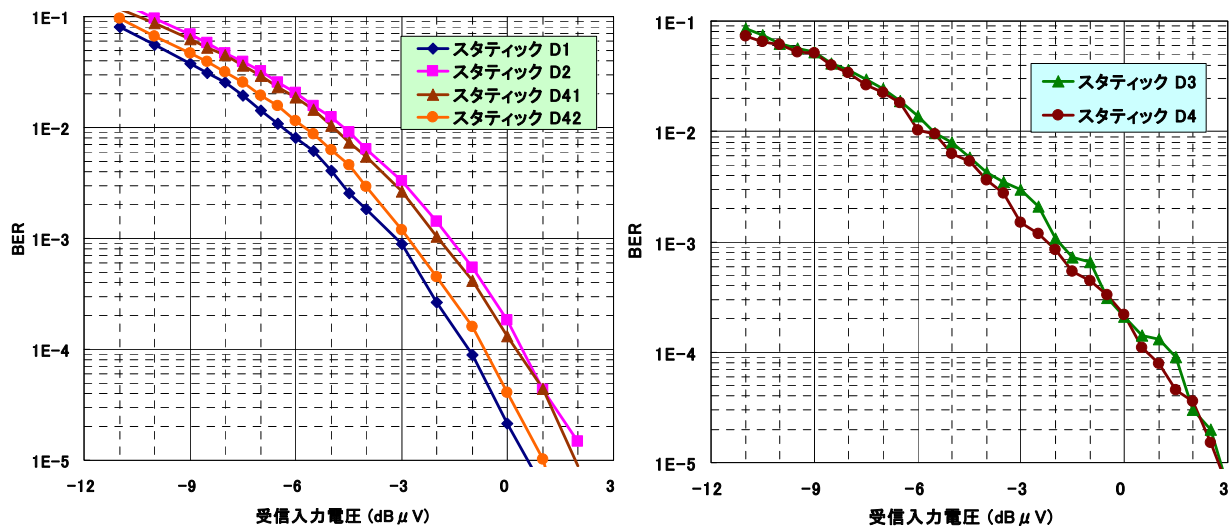 1E-1
1E-2
1E-3
1E-4
1E-5
BER
-12
-9
-6
-3
0
3
受信入力電圧 (dBμV)
スタティック D1
スタティック D2
スタティック D41
スタティック D42
1E-1
1E-2
1E-3
1E-4
1E-5
BER
-12
-9
-6
-3
0
3
受信入力電圧 (dBμV)
スタティック D3
スタティック D4